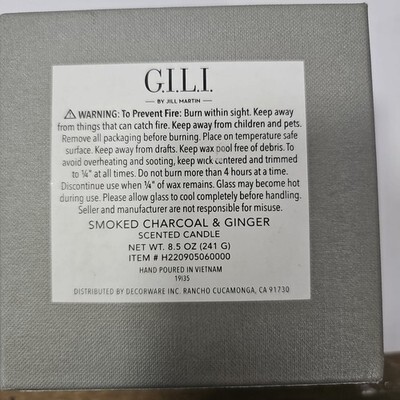 G.I.L.I.
— BY JILL MARTIN —
⚠ WARNING: To Prevent Fire: Burn within sight. Keep away
from things that can catch fire. Keep away from children and pets.
Remove all packaging before burning. Place on temperature safe
surface. Keep away from drafts. Keep wax pool free of debris. To
avoid overheating and sooting, keep wick centered and trimmed
to ¼" at all times. Do not burn more than 4 hours at a time.
Discontinue use when ¼" of wax remains. Glass may become hot
during use. Please allow glass to cool completely before handling.
Seller and manufacturer are not responsible for misuse.
SMOKED CHARCOAL & GINGER
SCENTED CANDLE
NET WT. 8.5 OZ (241 G)
ITEM # H220905060000
HAND POURED IN VIETNAM
19I35
DISTRIBUTED BY DECORWARE INC. RANCHO CUCAMONGA, CA 91730